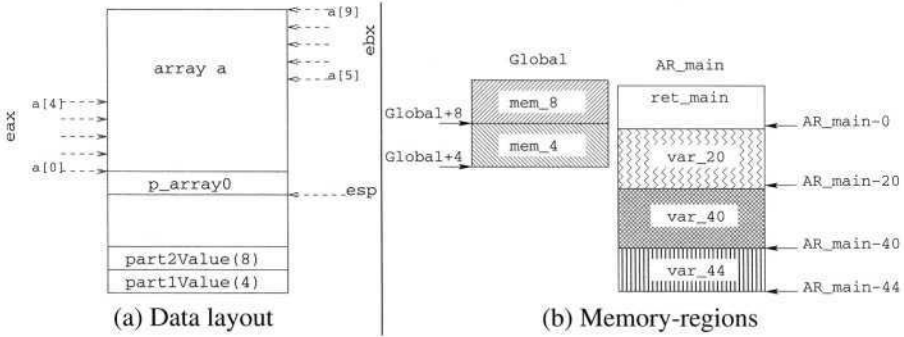 a[9]
ebx
array a
a[5]
a[4]
eax
a[0]
p_array0
esp
part2Value(8)
part1Value(4)
(a) Data layout
Global
AR_main
mem_8
ret_main
Global+8
AR_main-0
mem_4
var_20
Global+4
AR_main-20
var_40
AR_main-40
var_44
AR_main-44
(b) Memory-regions